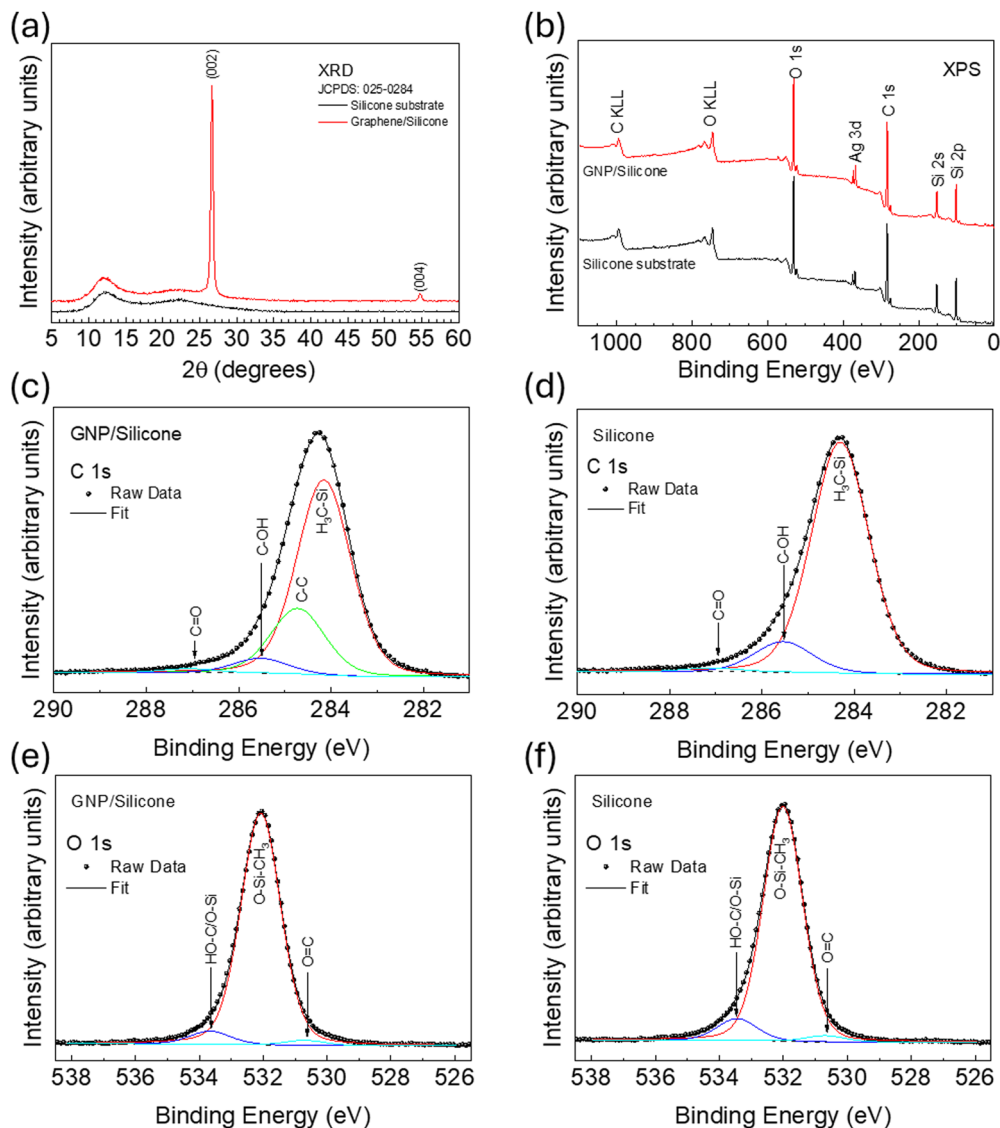 (a)
Intensity (arbitrary units)
(002)
XRD
JCPDS: 025-0284
Silicone substrate
Graphene/Silicone
(004)
5 10 15 20 25 30 35 40 45 50 55 60
2θ (degrees)
(b)
Intensity (arbitrary units)
XPS
C KLL
O KLL
O 1s
Ag 3d
C 1s
Si 2s
Si 2p
GNP/Silicone
Silicone substrate
1000 800 600 400 200 0
Binding Energy (eV)
(c)
Intensity (arbitrary units)
GNP/Silicone
C 1s
Raw Data
Fit
C=O
C-OH
C-C
H₃C-Si
290 288 286 284 282
Binding Energy (eV)
(d)
Intensity (arbitrary units)
Silicone
C 1s
Raw Data
Fit
C=O
C-OH
H₃C-Si
290 288 286 284 282
Binding Energy (eV)
(e)
Intensity (arbitrary units)
GNP/Silicone
O 1s
Raw Data
Fit
HO-C/O-Si
O-Si-CH₃
O=C
538 536 534 532 530 528 526
Binding Energy (eV)
(f)
Intensity (arbitrary units)
Silicone
O 1s
Raw Data
Fit
HO-C/O-Si
O-Si-CH₃
O=C
538 536 534 532 530 528 526
Binding Energy (eV)